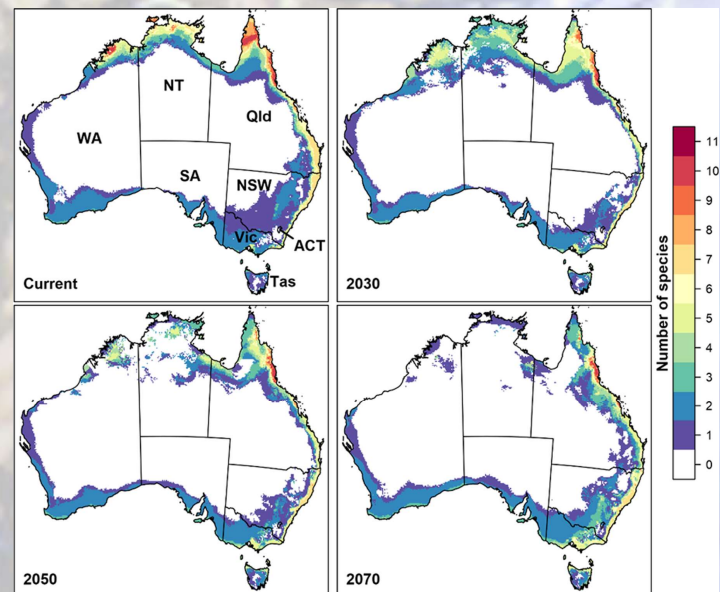 NT
WA
Qld
SA
NSW
Vic
ACT
Tas
Current
2030
2050
2070
Number of species
11
10
9
8
7
6
5
4
3
2
1
0